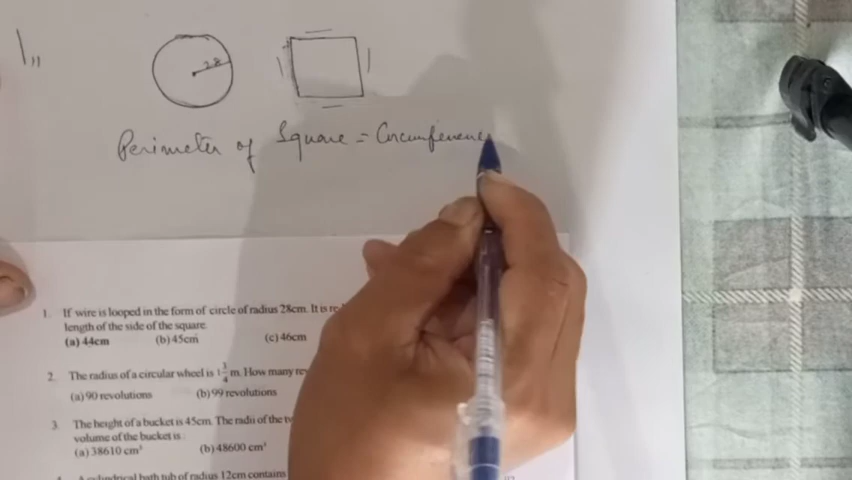 1,,
28
Perimeter of Square = Circumference
1. If wire is looped in the form of circle of radius 28cm. It is re
length of the side of the square.
(a) 44cm (b) 45cm (c) 46cm
2. The radius of a circular wheel is 1 3/4 m. How many re
(a) 90 revolutions (b) 99 revolutions
3. The height of a bucket is 45cm. The radii of the tw
volume of the bucket is
(a) 38610 cm³ (b) 48600 cm³
A cylindrical bath tub of radius 12cm contains